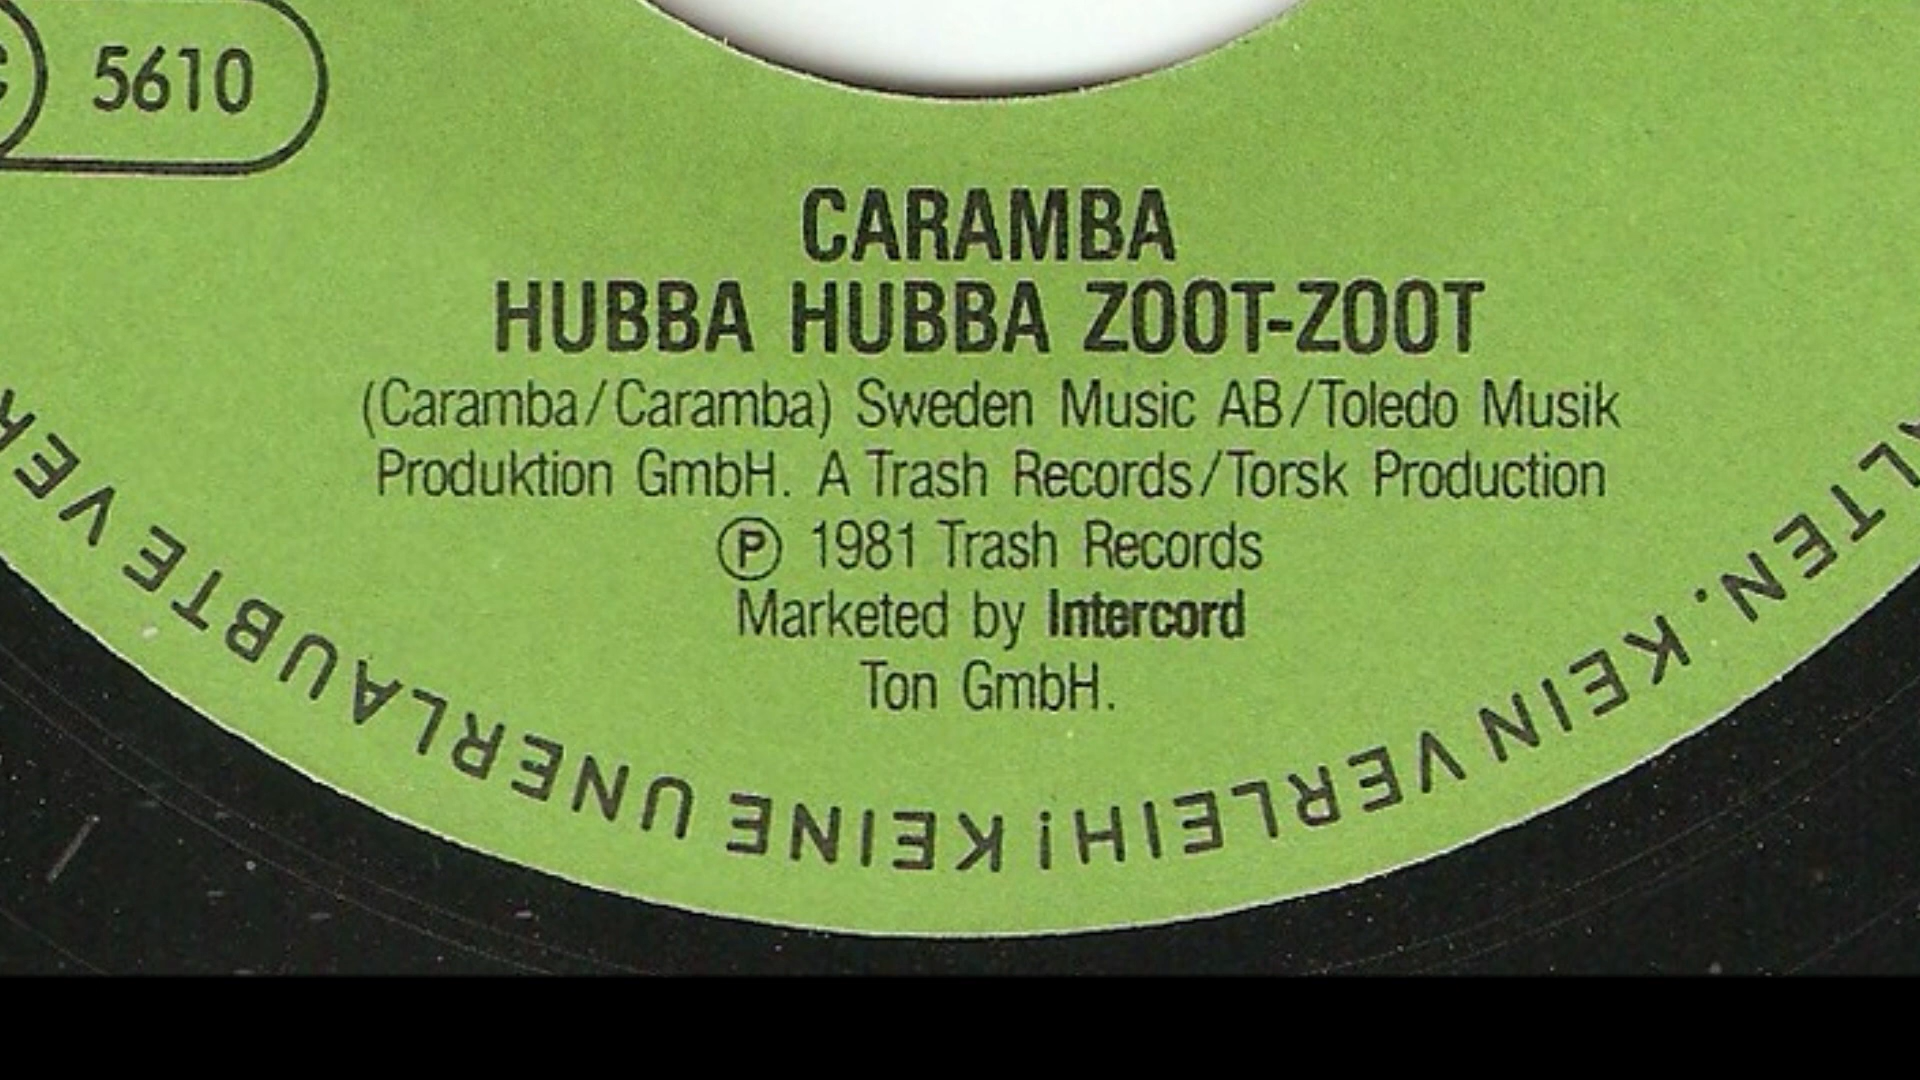 5610
CARAMBA
HUBBA HUBBA ZOOT-ZOOT
(Caramba/Caramba) Sweden Music AB/Toledo Musik
Produktion GmbH. A Trash Records/Torsk Production
Ⓟ 1981 Trash Records
Marketed by Intercord
Ton GmbH.
LTEN. KEIN VERLEIH! KEINE UNERLAUBTE VER